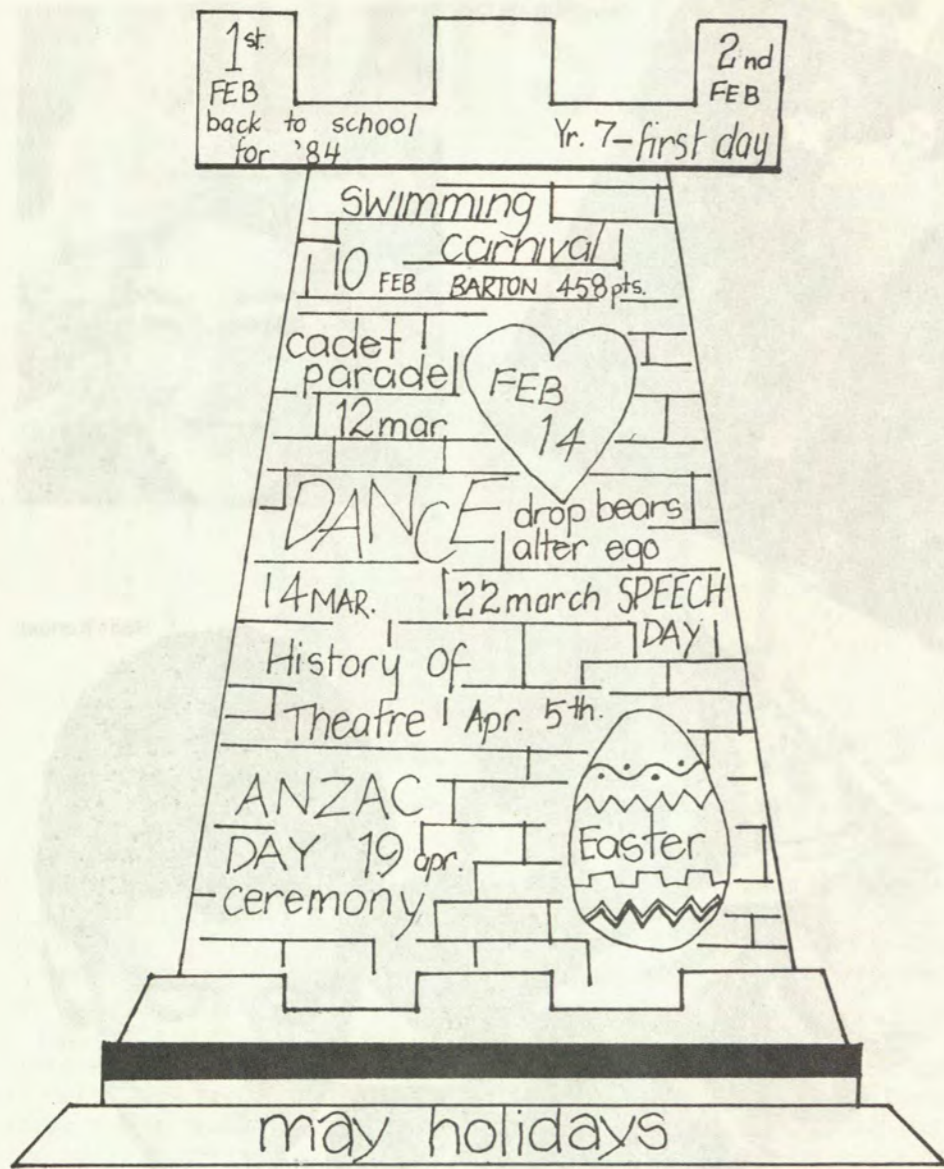 1st.
FEB
back to school
for '84
2nd
FEB
Yr. 7-first day
swimming
carnival
10 FEB BARTON 458 pts.
cadet
parade
12 mar
FEB
14
DANCE
drop bears
alter ego
14 MAR.
22 march SPEECH
DAY
History of
Theatre Apr. 5th.
ANZAC
DAY 19 apr.
ceremony
Easter
may holidays